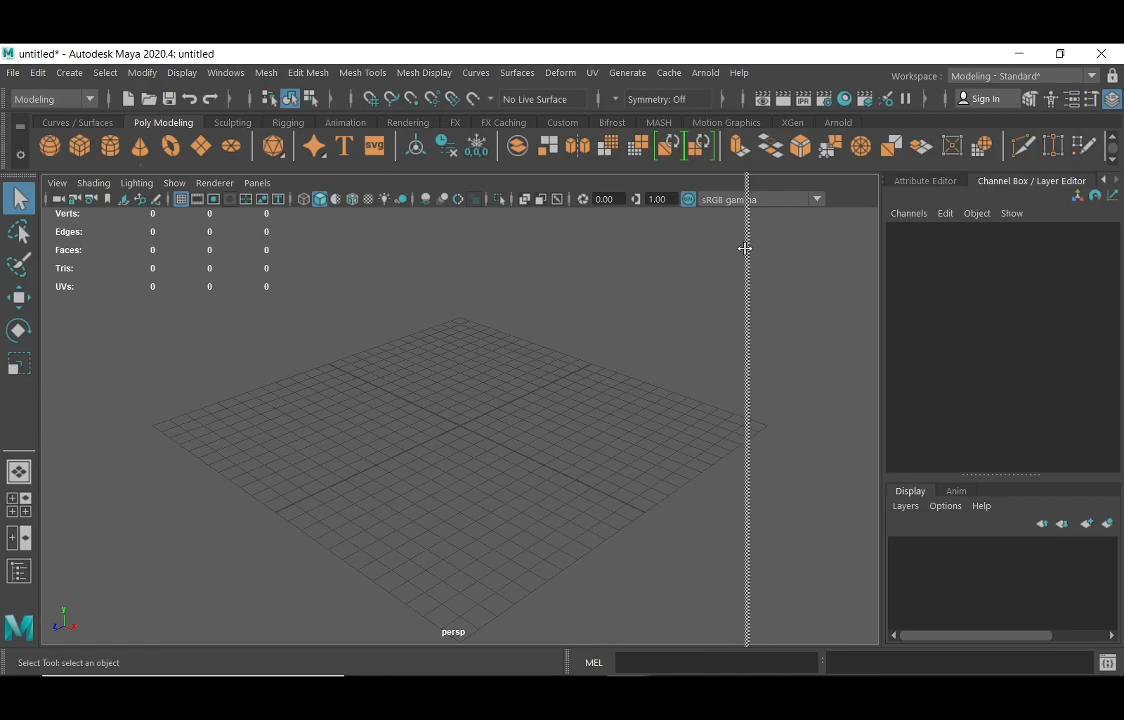 untitled* - Autodesk Maya 2020.4: untitled
File Edit Create Select Modify Display Windows Mesh Edit Mesh Mesh Tools Mesh Display Curves Surfaces Deform UV Generate Cache Arnold Help
Workspace : Modeling - Standard*
Modeling No Live Surface Symmetry: Off IPR Sign In
Curves / Surfaces Poly Modeling Sculpting Rigging Animation Rendering FX FX Caching Custom Bifrost MASH Motion Graphics XGen Arnold
T SVG 0,0,0
View Shading Lighting Show Renderer Panels
Attribute Editor Channel Box / Layer Editor
0.00 1.00 sRGB gamma
Channels Edit Object Show
Verts: 0 0 0
Edges: 0 0 0
Faces: 0 0 0
Tris: 0 0 0
UVs: 0 0 0
Display Anim
Layers Options Help
y
z x
persp
M
Select Tool: select an object
MEL :